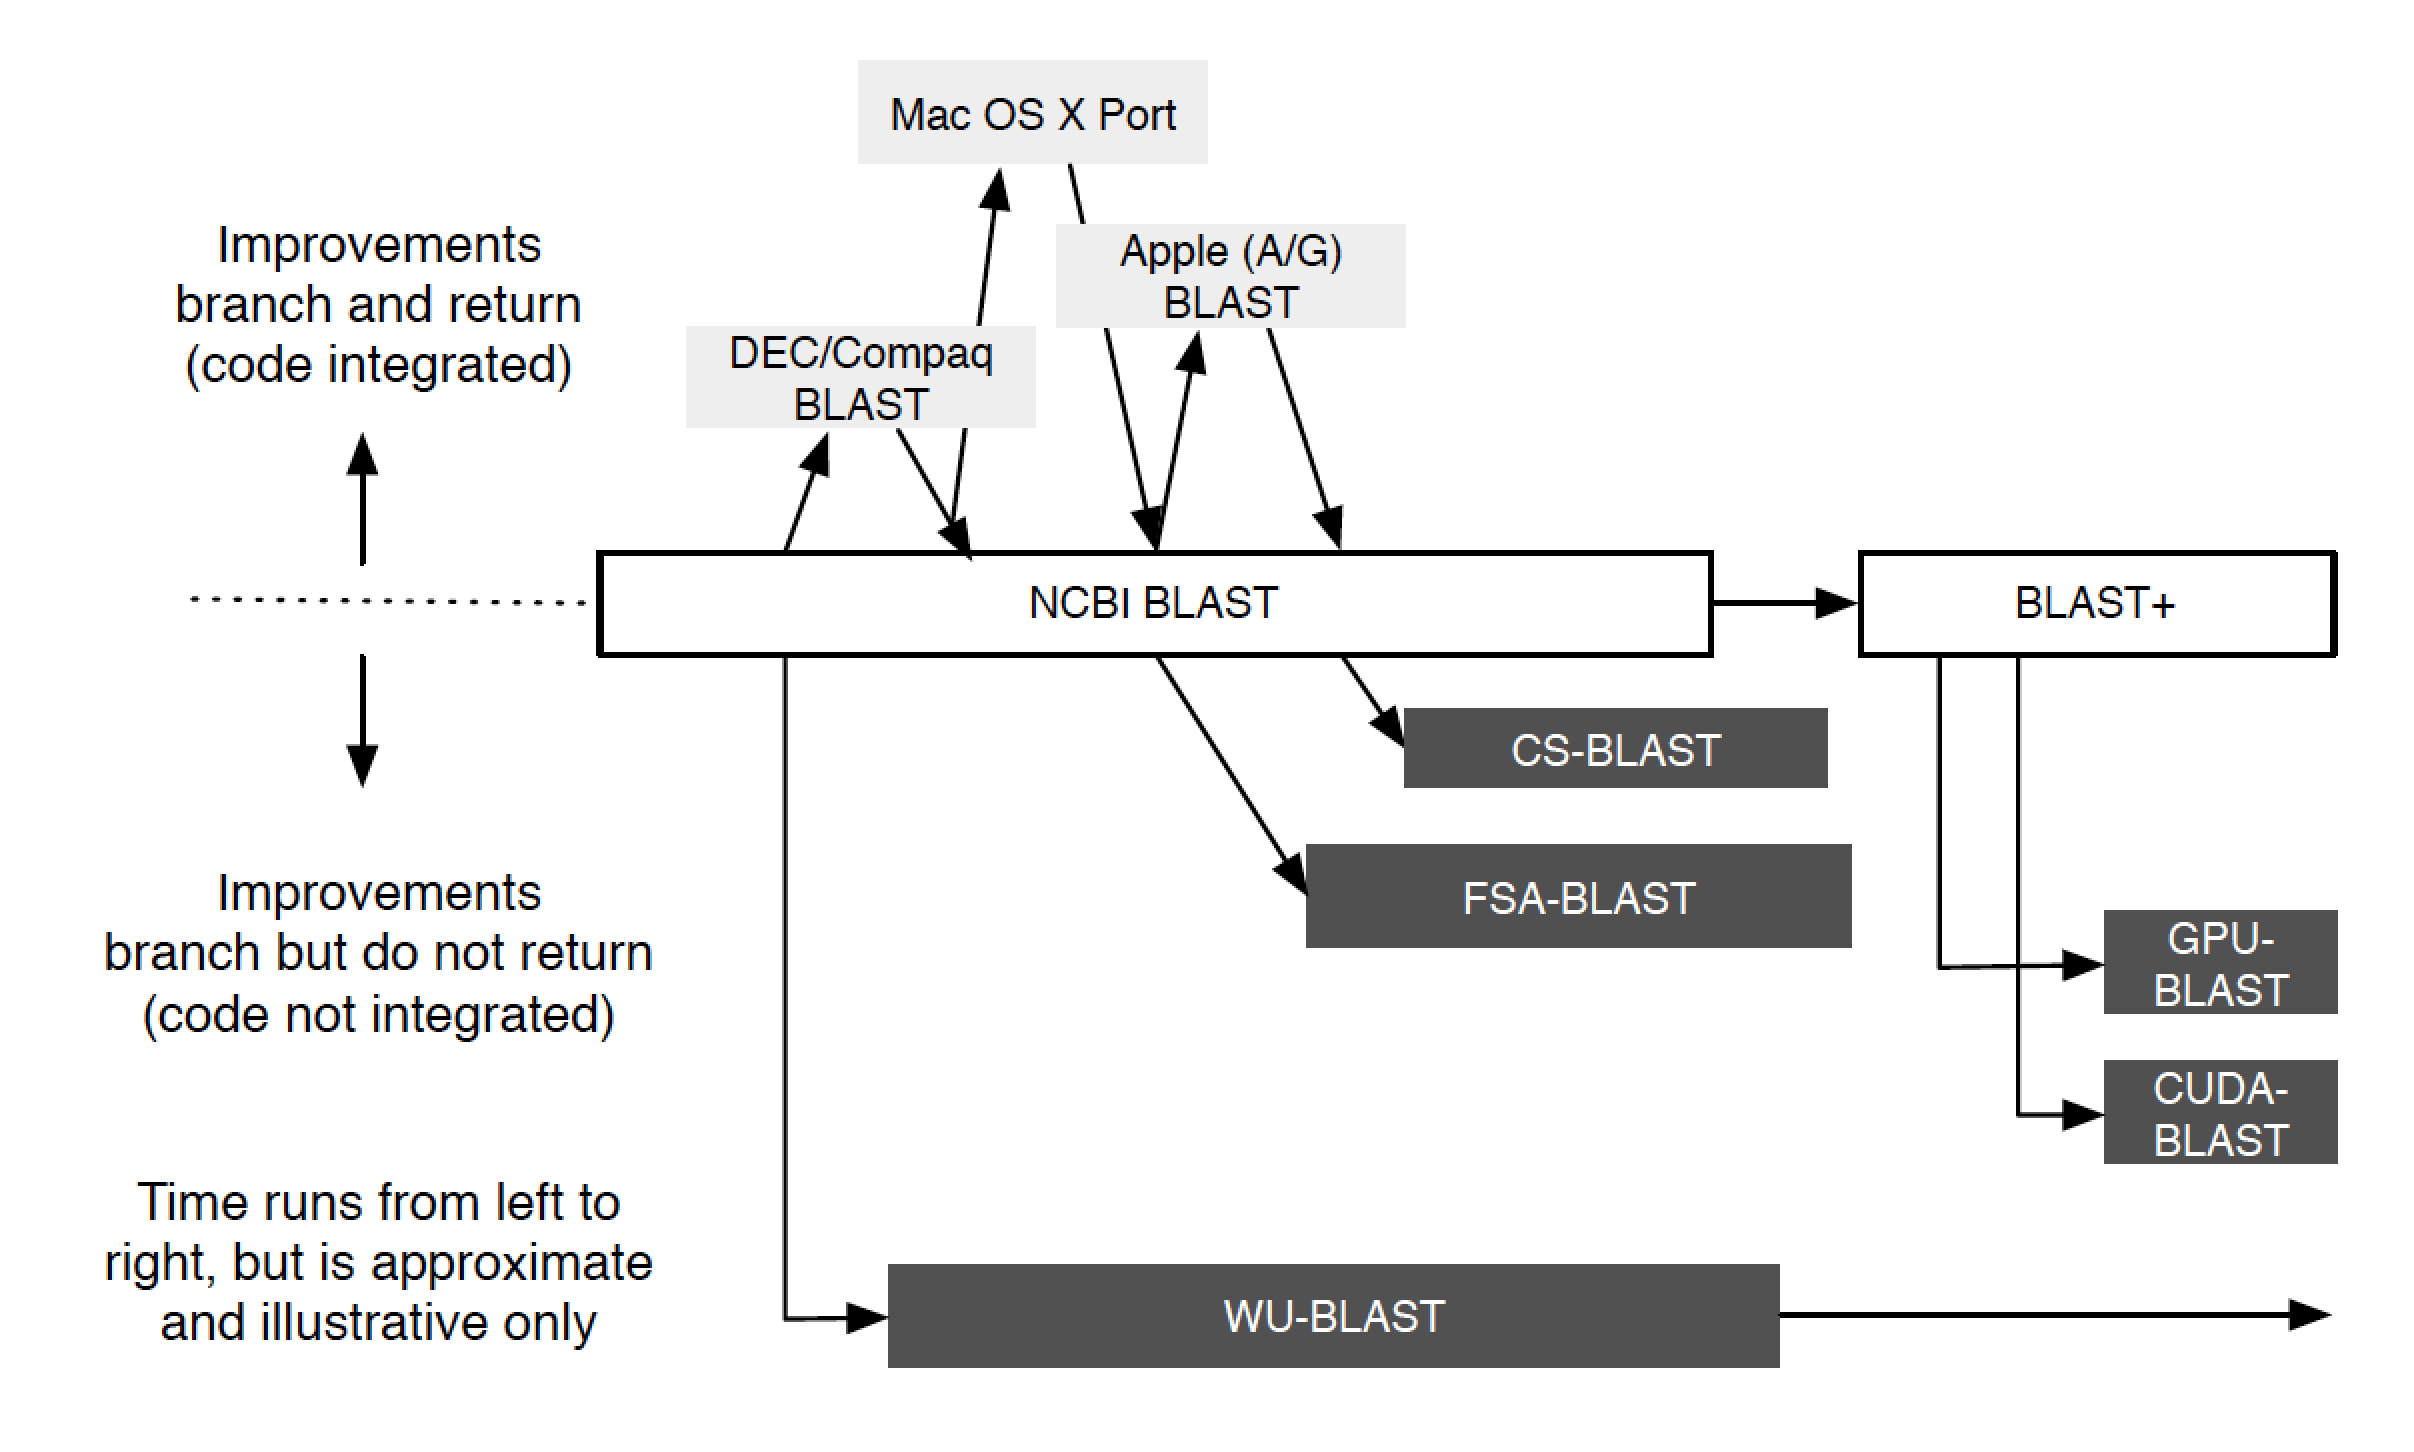 Mac OS X Port
Improvements
branch and return
(code integrated)
Apple (A/G)
BLAST
DEC/Compaq
BLAST
NCBI BLAST
BLAST+
CS-BLAST
FSA-BLAST
Improvements
branch but do not return
(code not integrated)
GPU-
BLAST
CUDA-
BLAST
Time runs from left to
right, but is approximate
and illustrative only
WU-BLAST